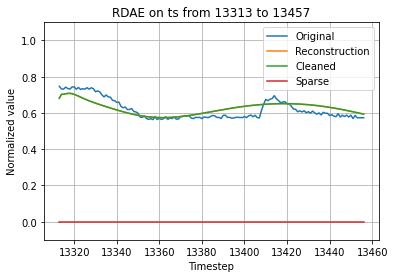 RDAE on ts from 13313 to 13457
Original
Reconstruction
Cleaned
Sparse
Normalized value
1.0
0.8
0.6
0.4
0.2
0.0
13320 13340 13360 13380 13400 13420 13440 13460
Timestep